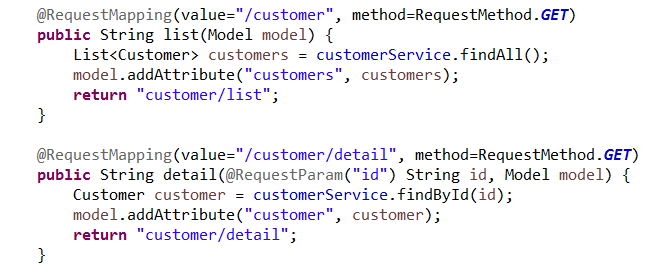 @RequestMapping(value="/customer", method=RequestMethod.GET)
public String list(Model model) {
    List<Customer> customers = customerService.findAll();
    model.addAttribute("customers", customers);
    return "customer/list";
}

@RequestMapping(value="/customer/detail", method=RequestMethod.GET)
public String detail(@RequestParam("id") String id, Model model) {
    Customer customer = customerService.findById(id);
    model.addAttribute("customer", customer);
    return "customer/detail";
}